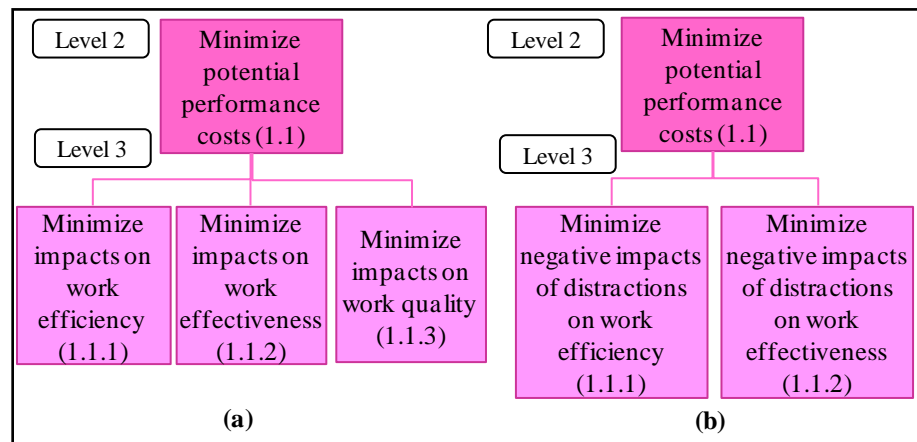 Level 2
Minimize
potential
performance
costs (1.1)
Level 3
Minimize
impacts on
work
efficiency
(1.1.1)
Minimize
impacts on
work
effectiveness
(1.1.2)
Minimize
impacts on
work quality
(1.1.3)
(a)
Level 2
Minimize
potential
performance
costs (1.1)
Level 3
Minimize
negative impacts
of distractions
on work
efficiency
(1.1.1)
Minimize
negative impacts
of distractions
on work
effectiveness
(1.1.2)
(b)